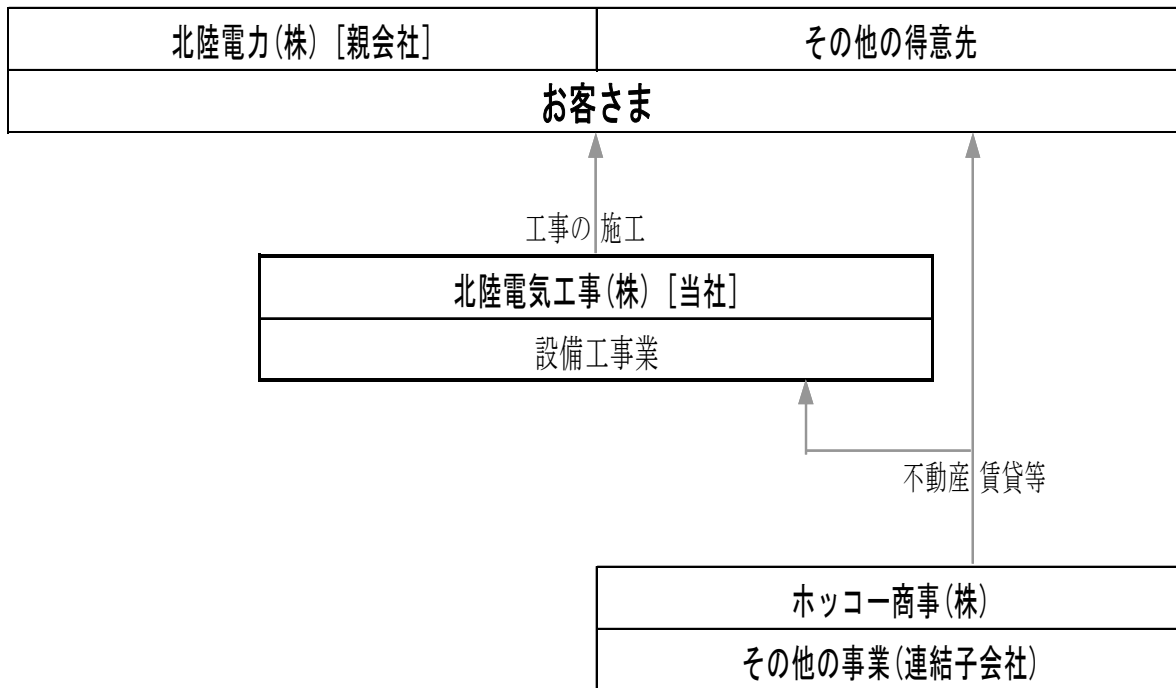 北陸電力(株)[親会社]
その他の得意先
お客さま
工事の施工
北陸電気工事(株)[当社]
設備工事業
不動産賃貸等
ホッコー商事(株)
その他の事業(連結子会社)